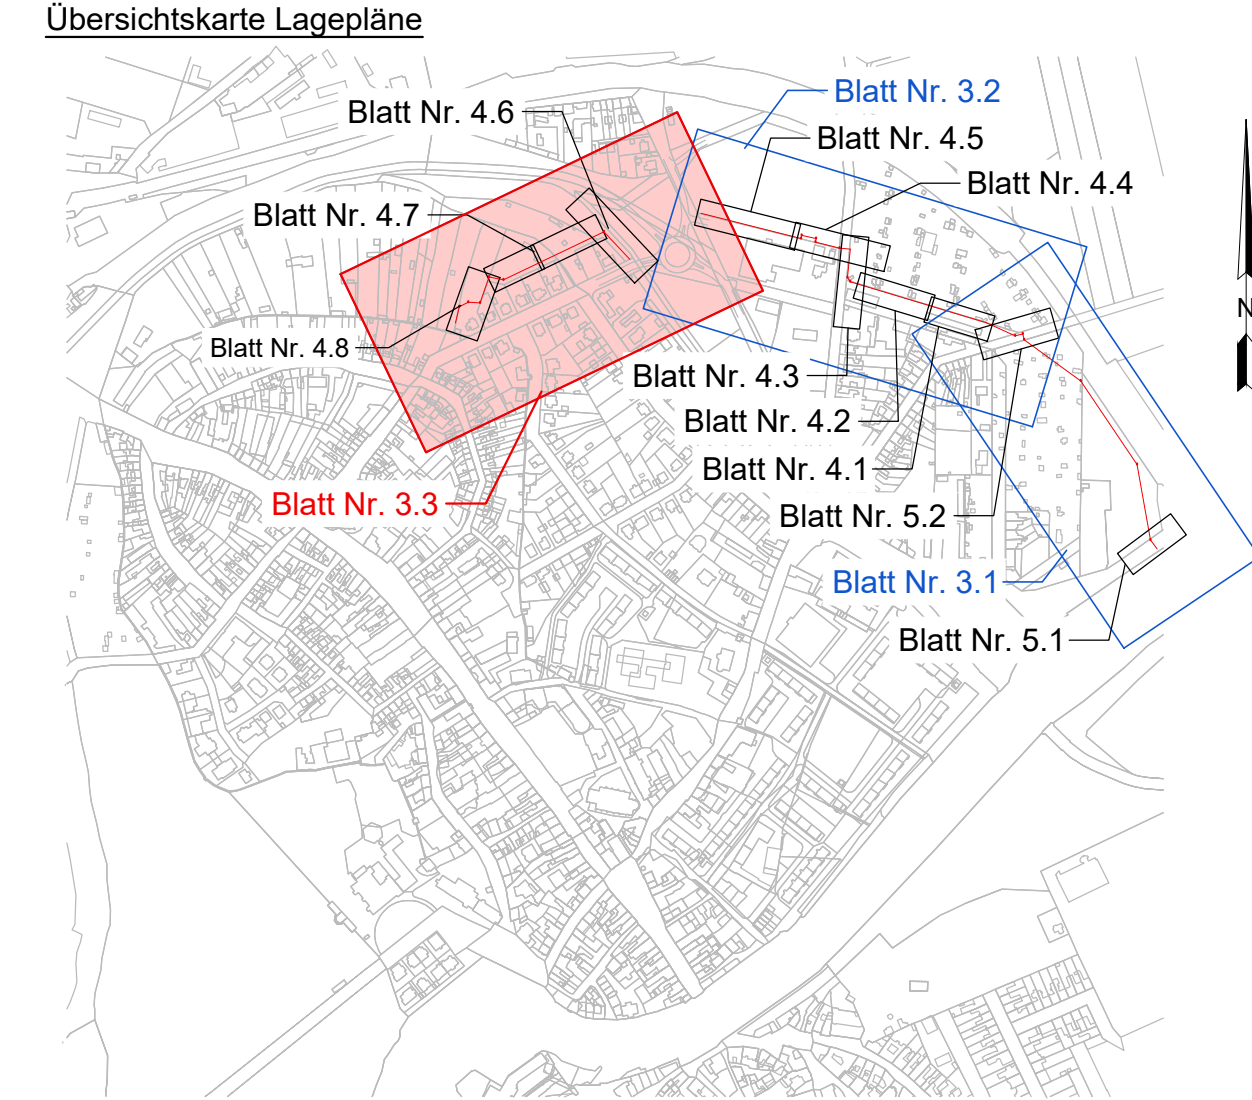 Übersichtskarte Lagepläne
Blatt Nr. 3.2
Blatt Nr. 4.6
Blatt Nr. 4.5
Blatt Nr. 4.4
Blatt Nr. 4.7
N
Blatt Nr. 4.8
Blatt Nr. 4.3
Blatt Nr. 4.2
Blatt Nr. 4.1
Blatt Nr. 3.3
Blatt Nr. 5.2
Blatt Nr. 3.1
Blatt Nr. 5.1